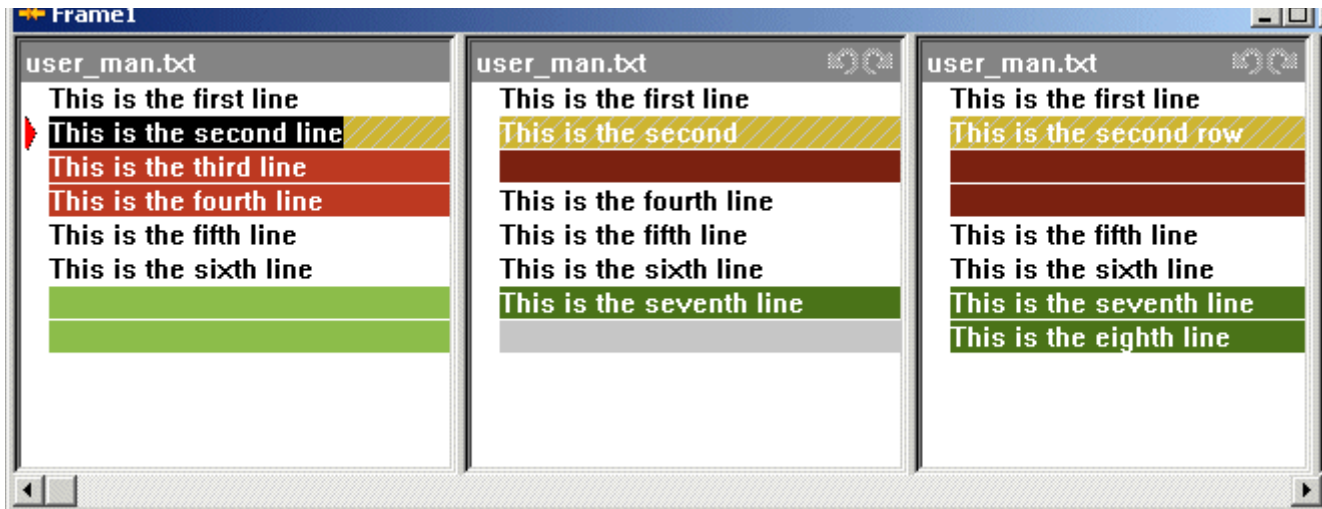 Frame1
user_man.txt
This is the first line
This is the second line
This is the third line
This is the fourth line
This is the fifth line
This is the sixth line
user_man.txt
This is the first line
This is the second
This is the fourth line
This is the fifth line
This is the sixth line
This is the seventh line
user_man.txt
This is the first line
This is the second row
This is the fifth line
This is the sixth line
This is the seventh line
This is the eighth line